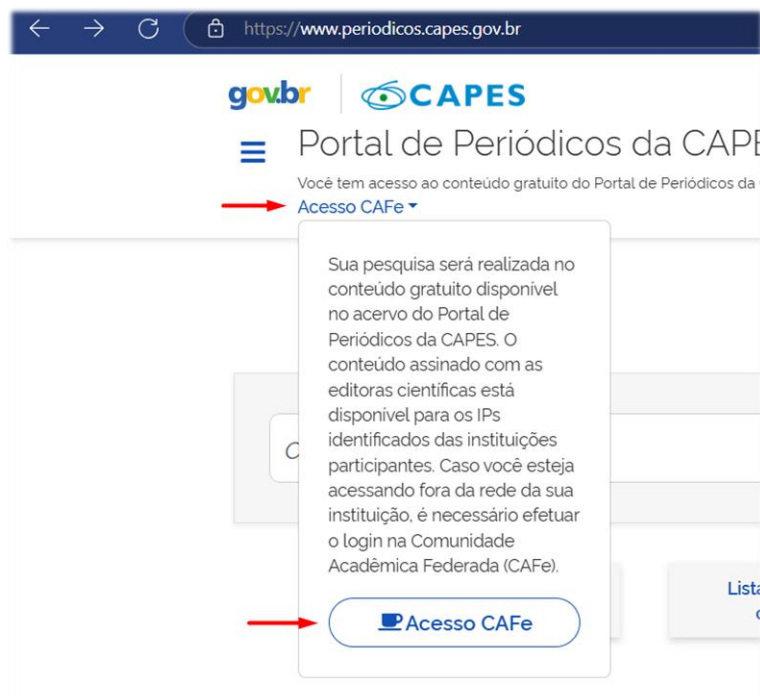 https://www.periodicos.capes.gov.br
gov.br CAPES
Portal de Periódicos da
Você tem acesso ao conteúdo gratuito do Portal de Periódicos da
Acesso CAFe
Sua pesquisa será realizada no
conteúdo gratuito disponível
no acervo do Portal de
Periódicos da CAPES. O
conteúdo assinado com as
editoras científicas está
disponível para os IPs
identificados das instituições
participantes. Caso você esteja
acessando fora da rede da sua
instituição, é necessário efetuar
o login na Comunidade
Acadêmica Federada (CAFe).
Acesso CAFe